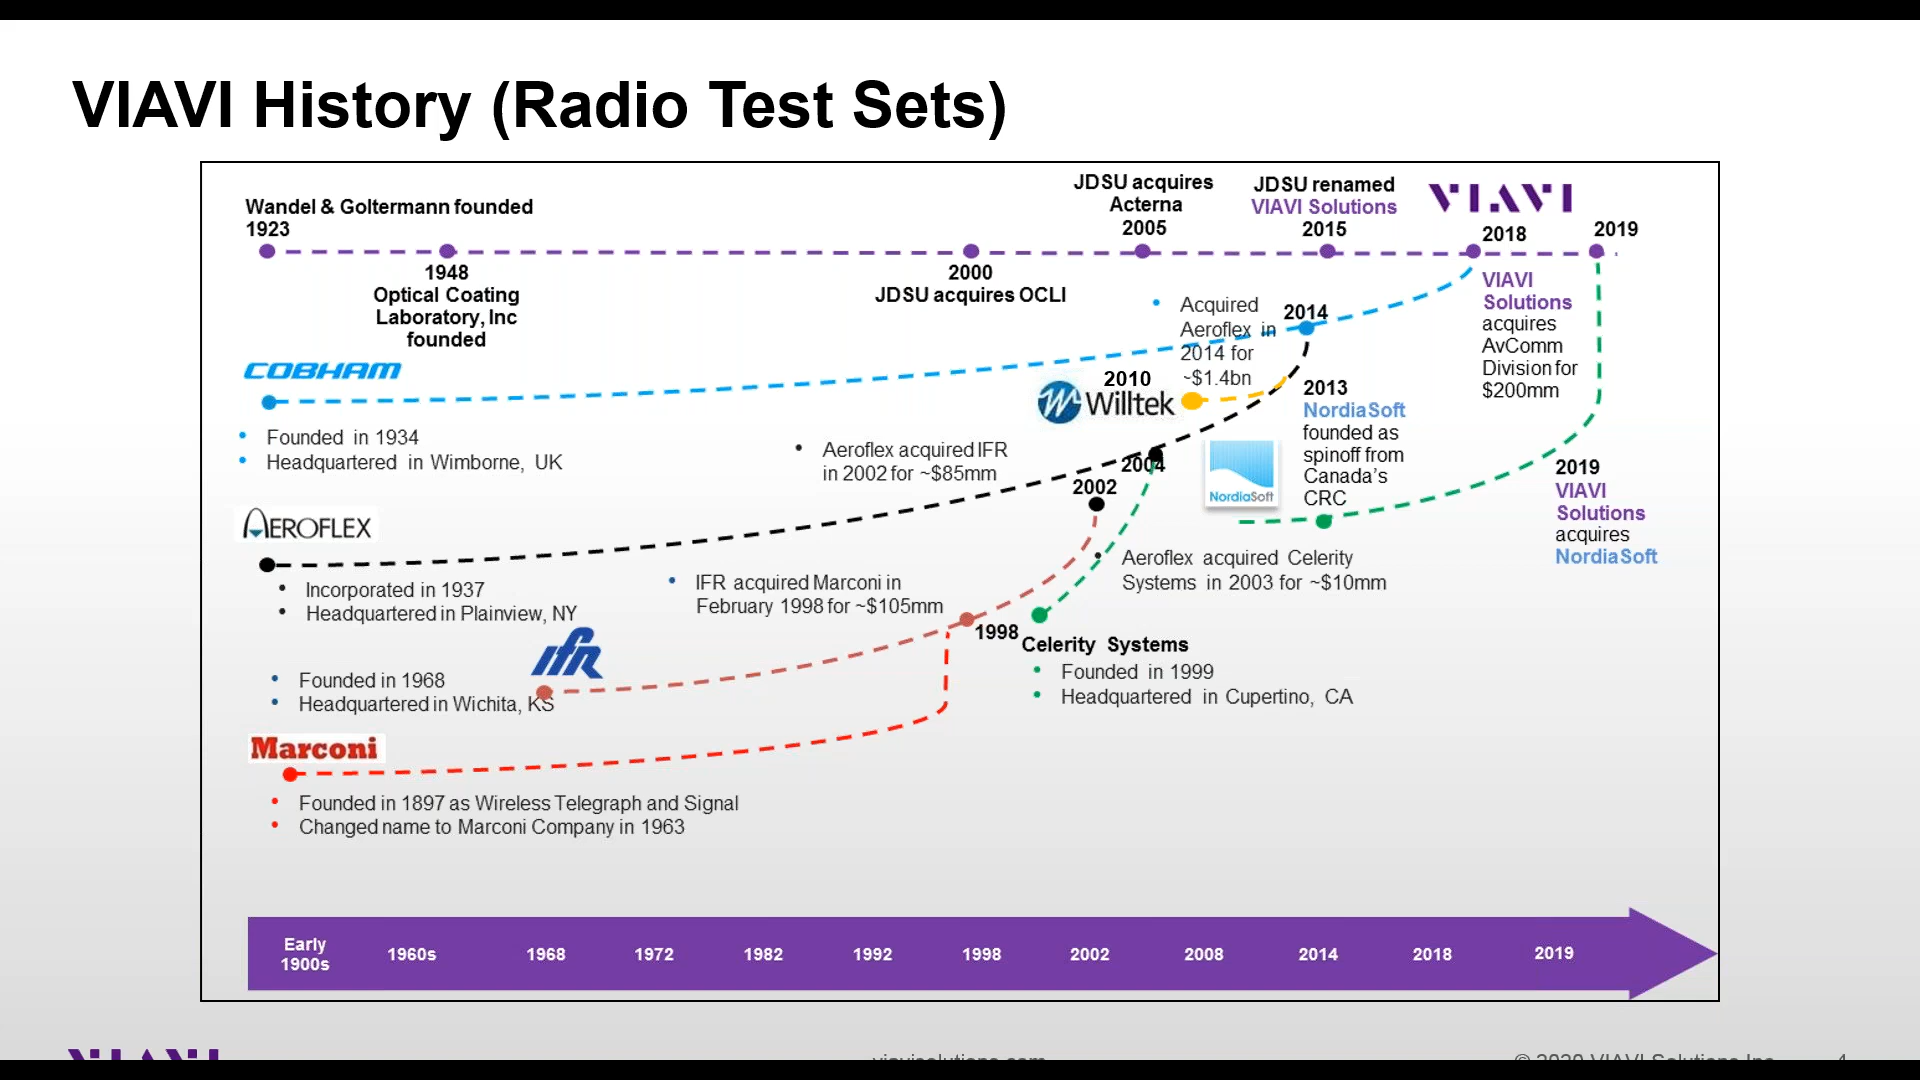 VIAVI History (Radio Test Sets)
Wandel & Goltermann founded
1923
1948
Optical Coating
Laboratory, Inc
founded
2000
JDSU acquires OCLI
JDSU acquires
Acterna
2005
JDSU renamed
VIAVI Solutions
2015
VIAVI
2018
2019
VIAVI
Solutions
acquires
AvComm
Division for
$200mm
• Acquired
Aeroflex in
2014 for
~$1.4bn
2014
COBHAM
• Founded in 1934
• Headquartered in Wimborne, UK
2010
Willtek
2013
NordiaSoft
founded as
spinoff from
Canada's
CRC
NordiaSoft
2019
VIAVI
Solutions
acquires
NordiaSoft
• Aeroflex acquired IFR
in 2002 for ~$85mm
2004
2002
AEROFLEX
• Incorporated in 1937
• Headquartered in Plainview, NY
• IFR acquired Marconi in
February 1998 for ~$105mm
• Aeroflex acquired Celerity
Systems in 2003 for ~$10mm
1998
Celerity Systems
• Founded in 1999
• Headquartered in Cupertino, CA
IFR
• Founded in 1968
• Headquartered in Wichita, KS
Marconi
• Founded in 1897 as Wireless Telegraph and Signal
• Changed name to Marconi Company in 1963
Early
1900s
1960s
1968
1972
1982
1992
1998
2002
2008
2014
2018
2019
VIAVI
viavisolutions.com
© 2020 VIAVI Solutions Inc.
4